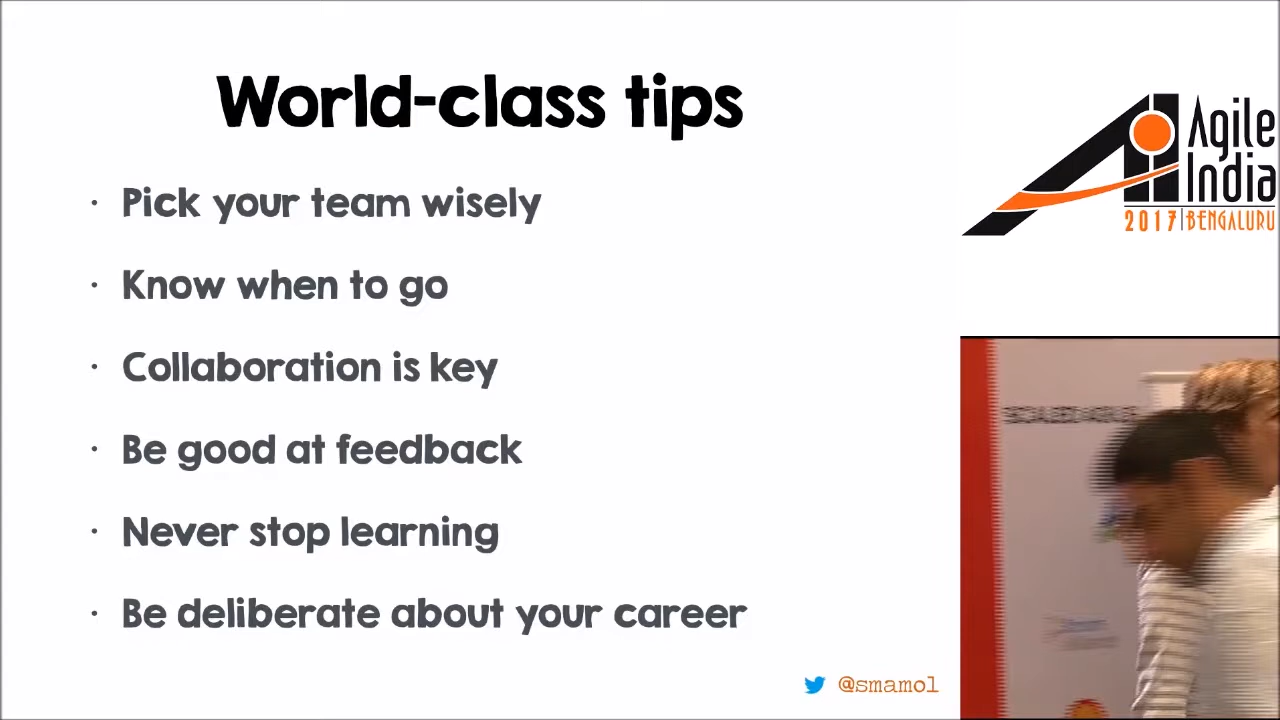 World-class tips
· Pick your team wisely
· Know when to go
· Collaboration is key
· Be good at feedback
· Never stop learning
· Be deliberate about your career
@smamol
Agile
India
2017 | BENGALURU